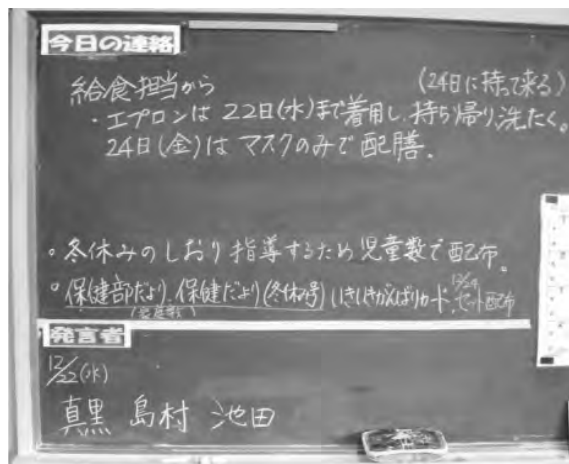 今日の連絡
給食担当から (24日に持って来る)
・エプロンは22日(水)まで着用し、持ち帰り洗たく。
24日(金)はマスクのみで配膳。
・冬休みのしおり指導するため児童数で配布。
・保健部だより、保健だより(冬休み号)いきいきがんばりカード、12/24セット配布
(家庭数)
発言者
12/22(水)
真黒 島村 池田